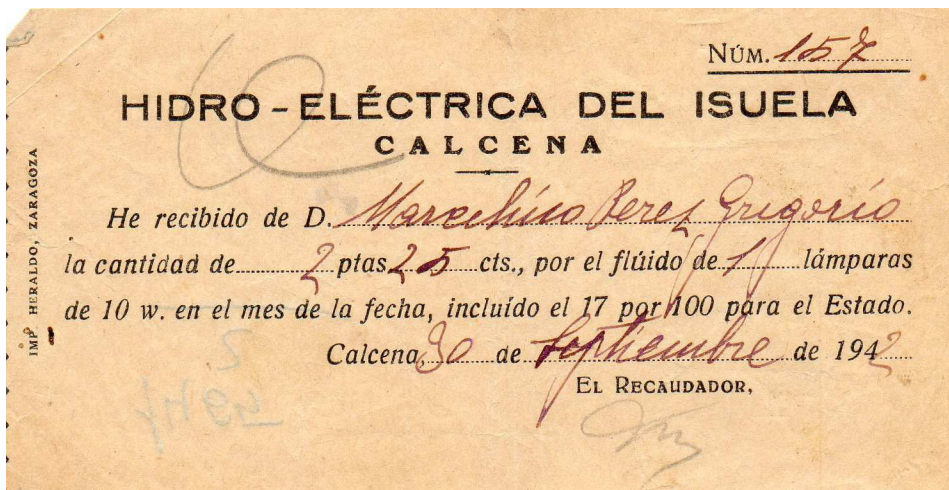 NÚM. 157
HIDRO-ELÉCTRICA DEL ISUELA
CALCENA
He recibido de D. Marcelino Perez Grigorio
la cantidad de 2 ptas 25 cts., por el flúido de 1 lámparas
de 10 w. en el mes de la fecha, incluído el 17 por 100 para el Estado.
Calcena, 30 de Septiembre de 1942
EL RECAUDADOR,
IMP. HERALDO, ZARAGOZA